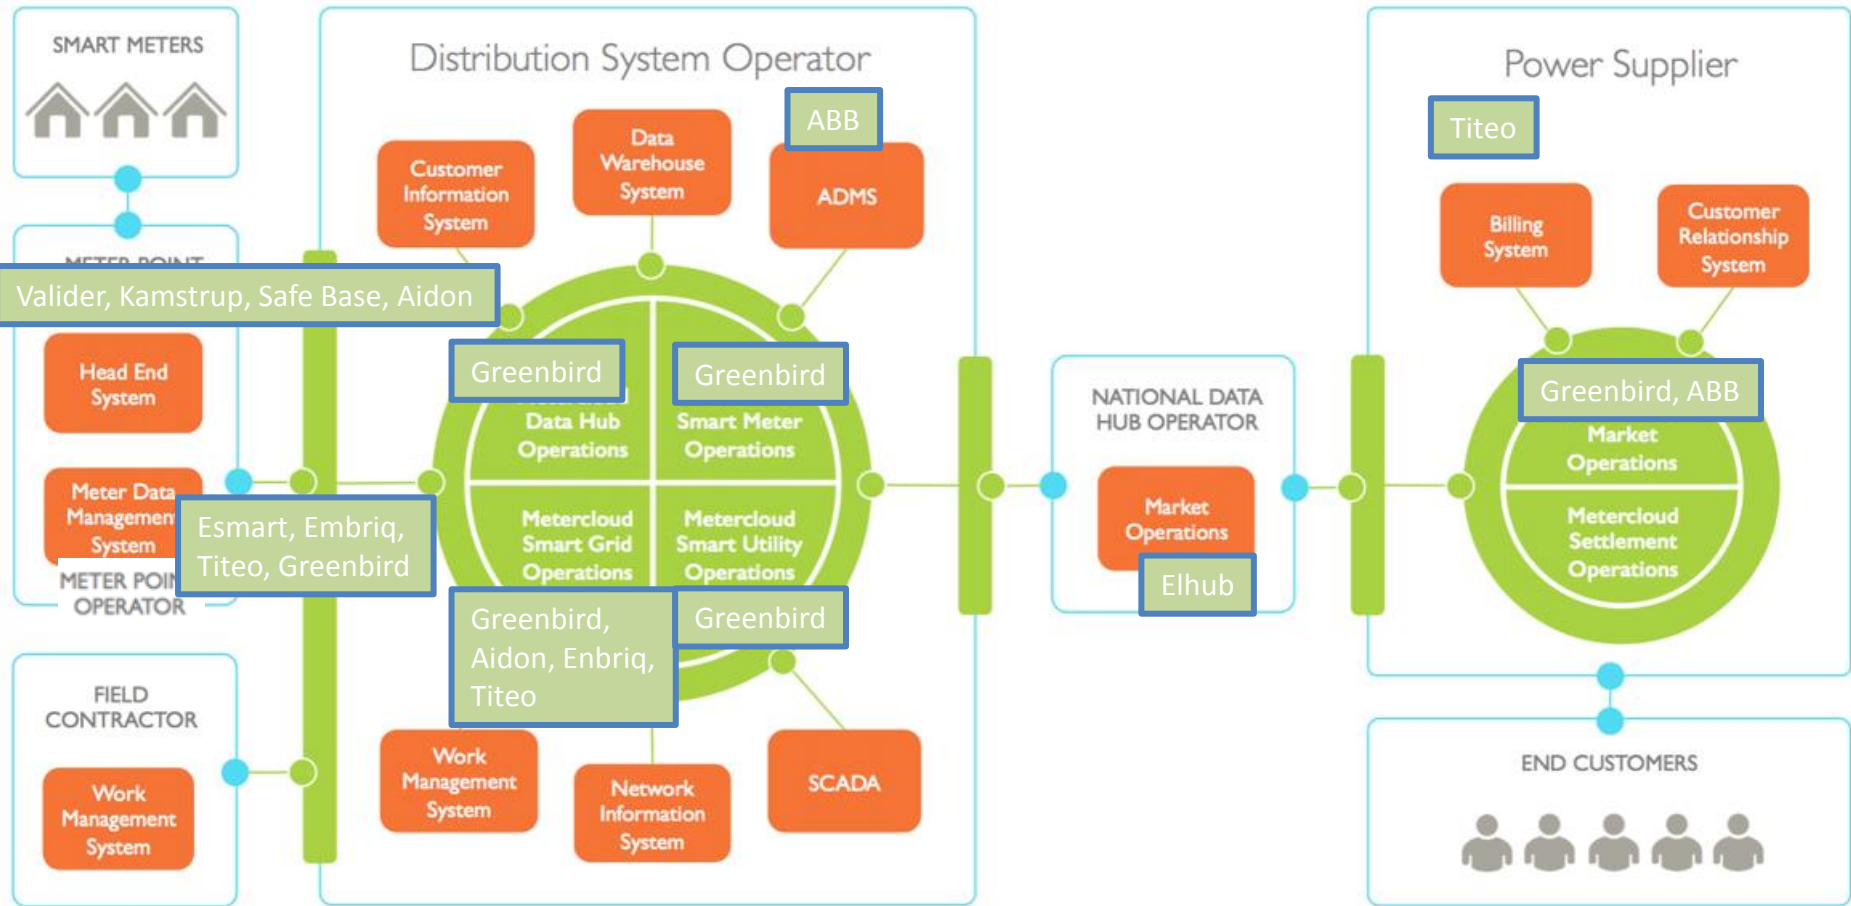 SMART METERS
Distribution System Operator
Power Supplier
ABB
Titeo
Customer
Information
System
Data
Warehouse
System
ADMS
Billing
System
Customer
Relationship
System
METER POINT
Valider, Kamstrup, Safe Base, Aidon
Head End
System
Meter Data
Management
System
METER POINT
OPERATOR
Esmart, Embriq,
Titeo, Greenbird
Greenbird
Data Hub
Operations
Greenbird
Smart Meter
Operations
Metercloud
Smart Grid
Operations
Metercloud
Smart Utility
Operations
Greenbird,
Aidon, Enbriq,
Titeo
Greenbird
NATIONAL DATA
HUB OPERATOR
Market
Operations
Elhub
Greenbird, ABB
Market
Operations
Metercloud
Settlement
Operations
FIELD
CONTRACTOR
Work
Management
System
Work
Management
System
Network
Information
System
SCADA
END CUSTOMERS